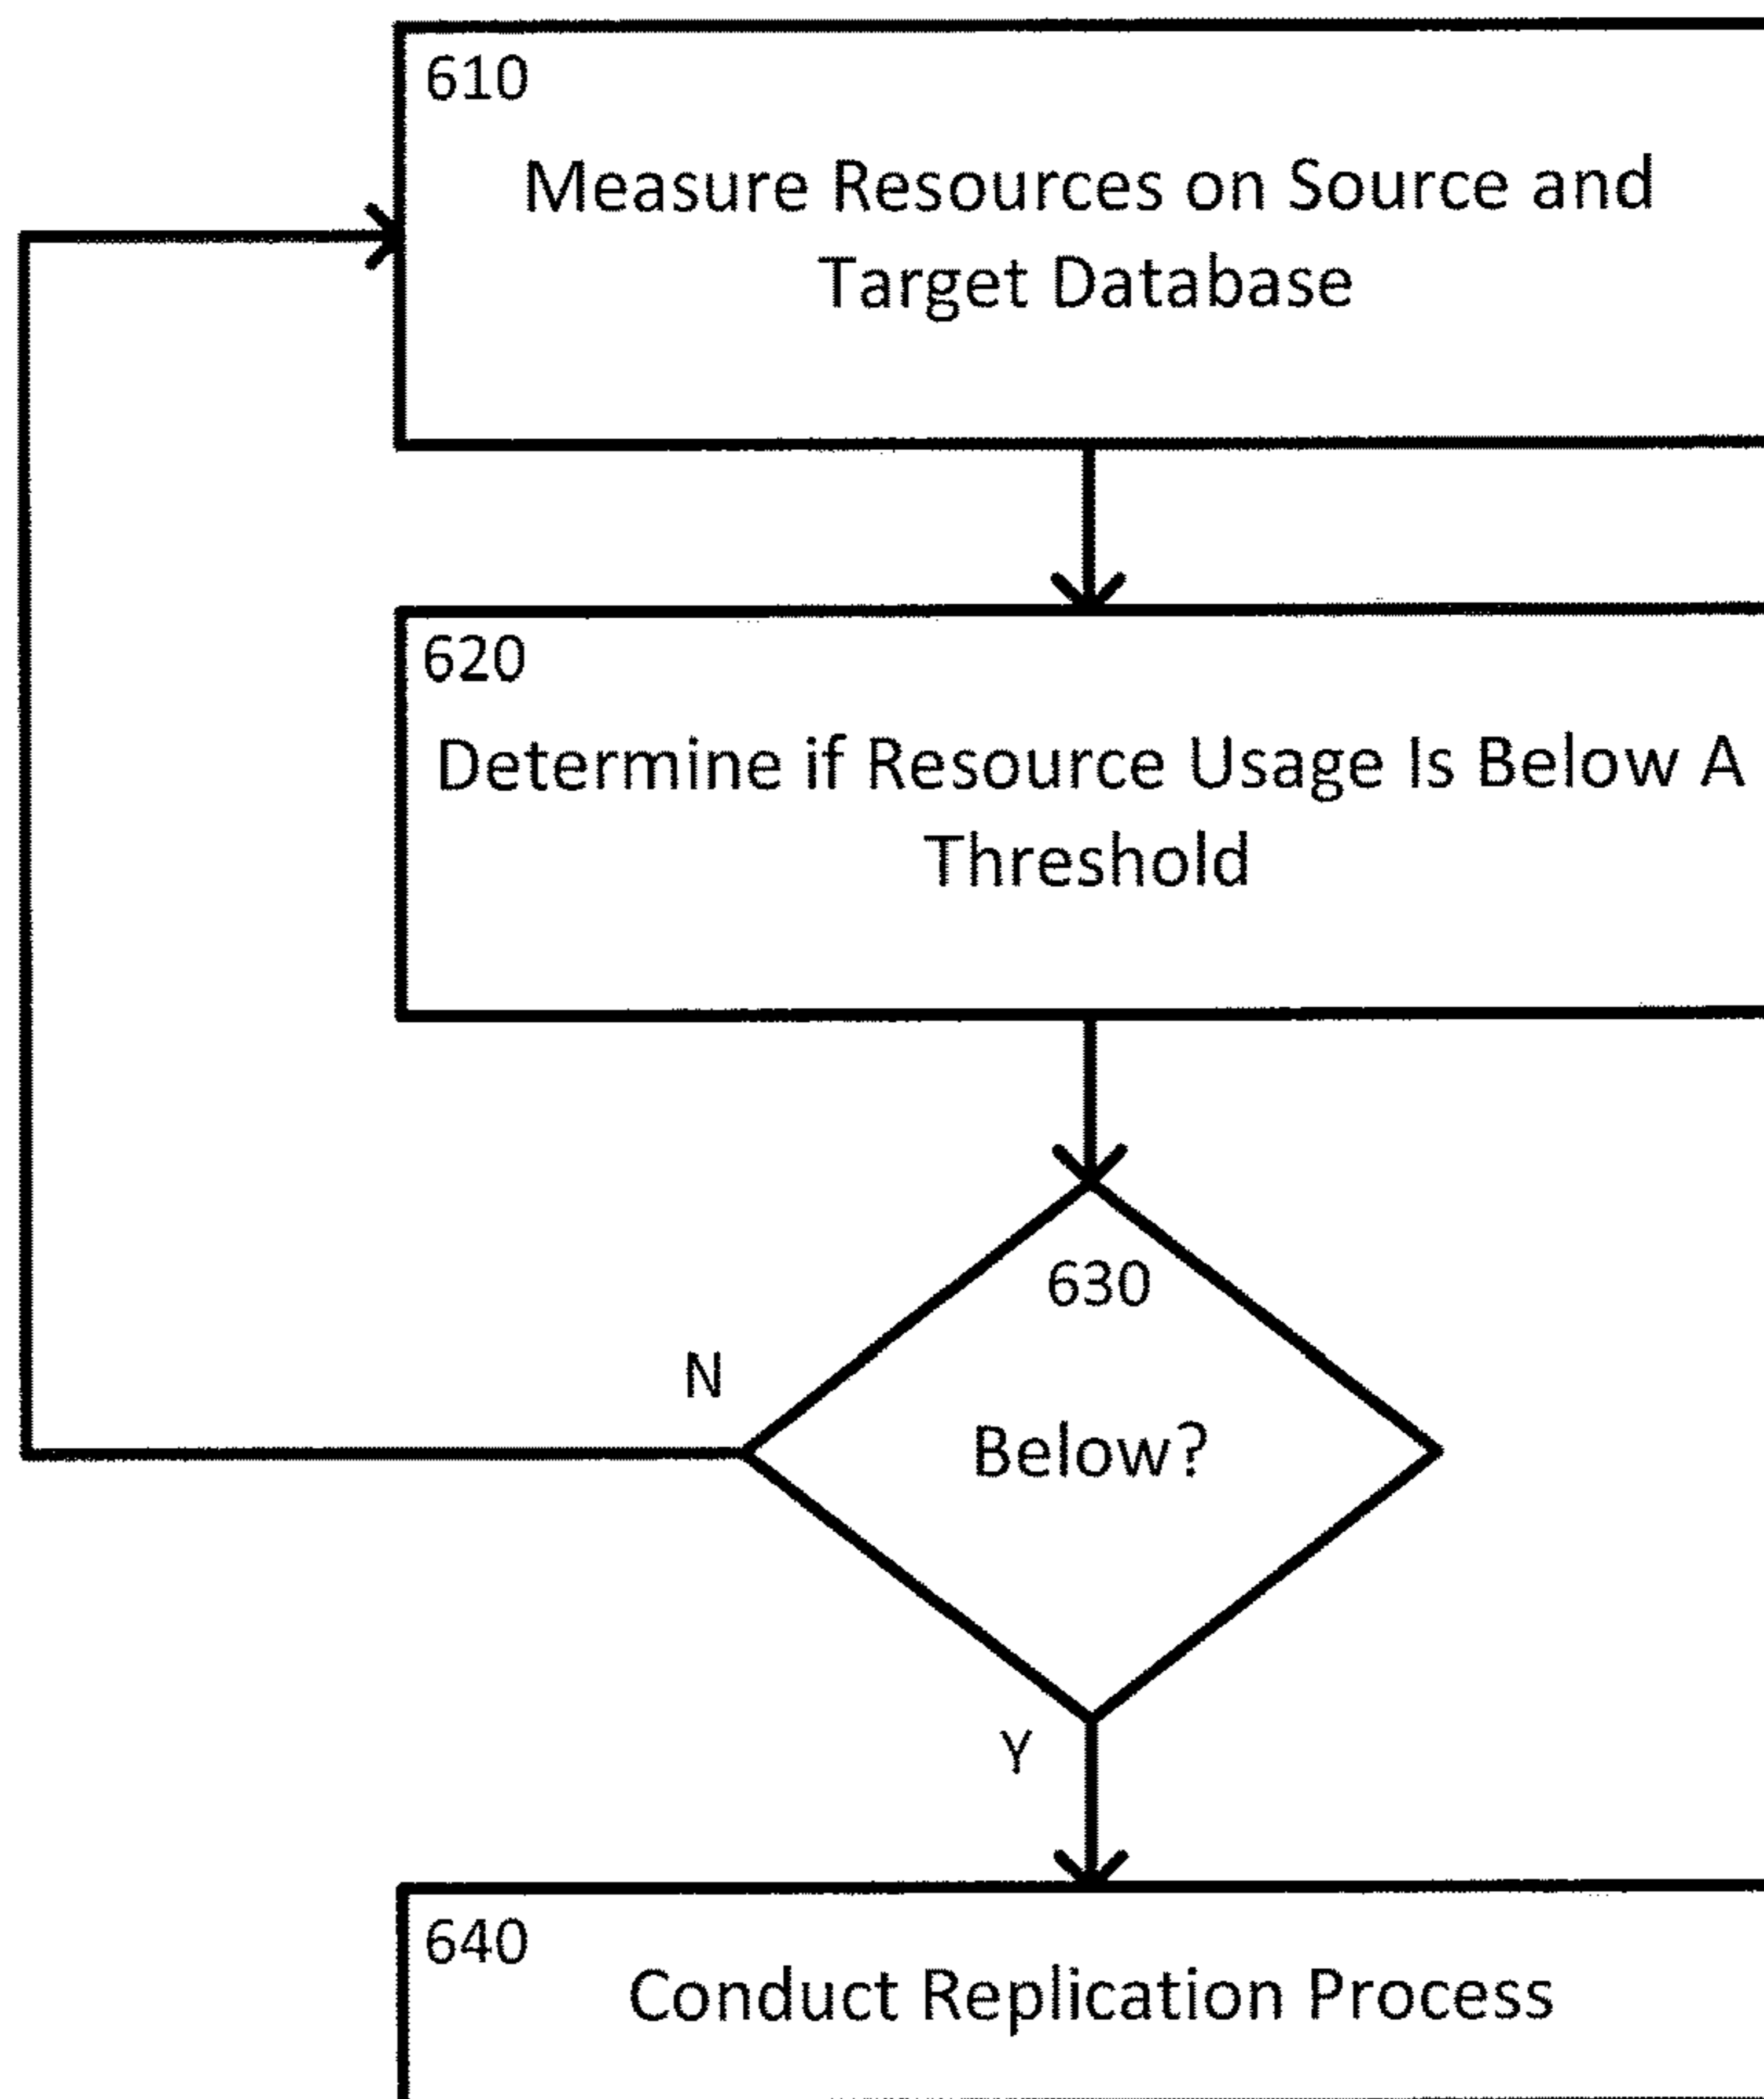 610
Measure Resources on Source and
Target Database
620
Determine if Resource Usage Is Below A
Threshold
630
N
Below?
Y
640
Conduct Replication Process